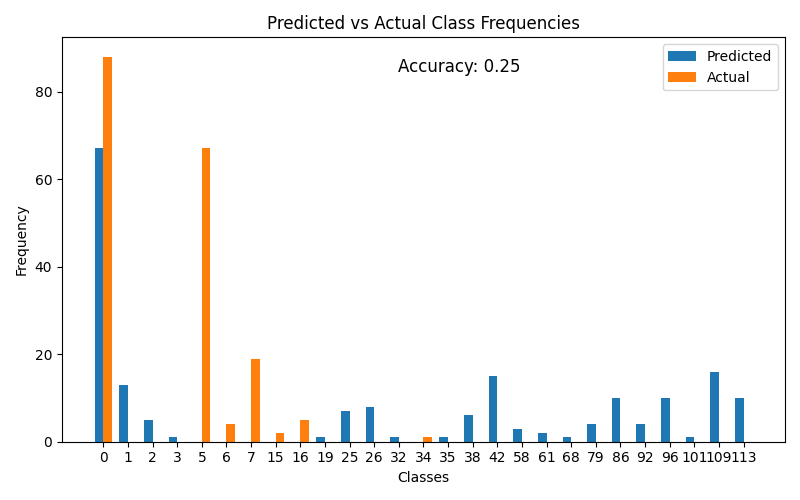 Predicted vs Actual Class Frequencies
Accuracy: 0.25
Predicted
Actual
80
60
40
20
0
Frequency
0 1 2 3 5 6 7 15 16 19 25 26 32 34 35 38 42 58 61 68 79 86 92 96 101 109 113
Classes